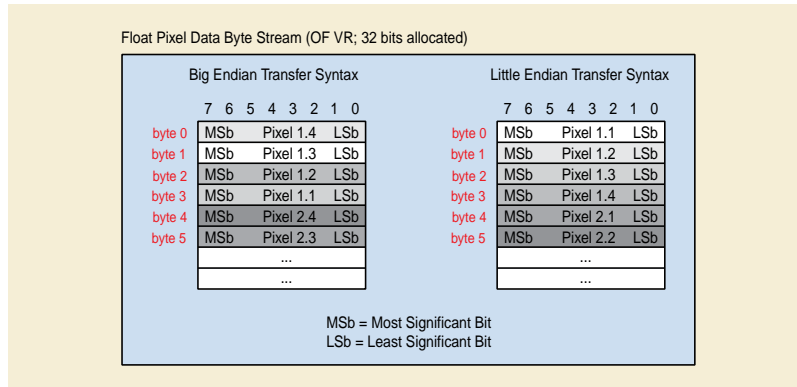 Float Pixel Data Byte Stream (OF VR; 32 bits allocated)
Big Endian Transfer Syntax
7 6 5 4 3 2 1 0
byte 0 MSb Pixel 1.4 LSb
byte 1 MSb Pixel 1.3 LSb
byte 2 MSb Pixel 1.2 LSb
byte 3 MSb Pixel 1.1 LSb
byte 4 MSb Pixel 2.4 LSb
byte 5 MSb Pixel 2.3 LSb
...
...
Little Endian Transfer Syntax
7 6 5 4 3 2 1 0
byte 0 MSb Pixel 1.1 LSb
byte 1 MSb Pixel 1.2 LSb
byte 2 MSb Pixel 1.3 LSb
byte 3 MSb Pixel 1.4 LSb
byte 4 MSb Pixel 2.1 LSb
byte 5 MSb Pixel 2.2 LSb
...
...
MSb = Most Significant Bit
LSb = Least Significant Bit